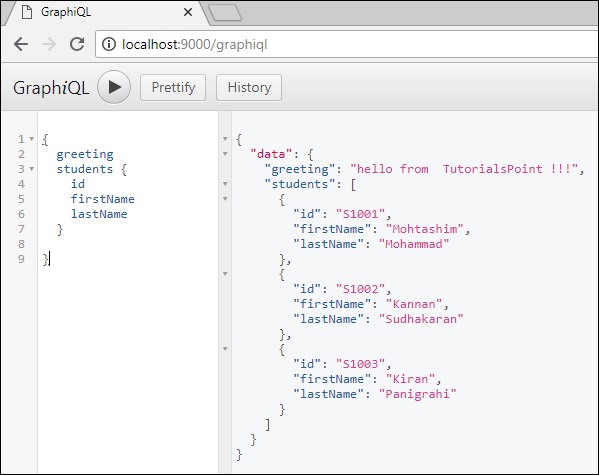 GraphiQL
localhost:9000/graphiql
GraphiQL Prettify History
1 {
2 greeting
3 students {
4 id
5 firstName
6 lastName
7 }
8
9 }
{
"data": {
"greeting": "hello from  TutorialsPoint !!!",
"students": [
{
"id": "S1001",
"firstName": "Mohtashim",
"lastName": "Mohammad"
},
{
"id": "S1002",
"firstName": "Kannan",
"lastName": "Sudhakaran"
},
{
"id": "S1003",
"firstName": "Kiran",
"lastName": "Panigrahi"
}
]
}
}